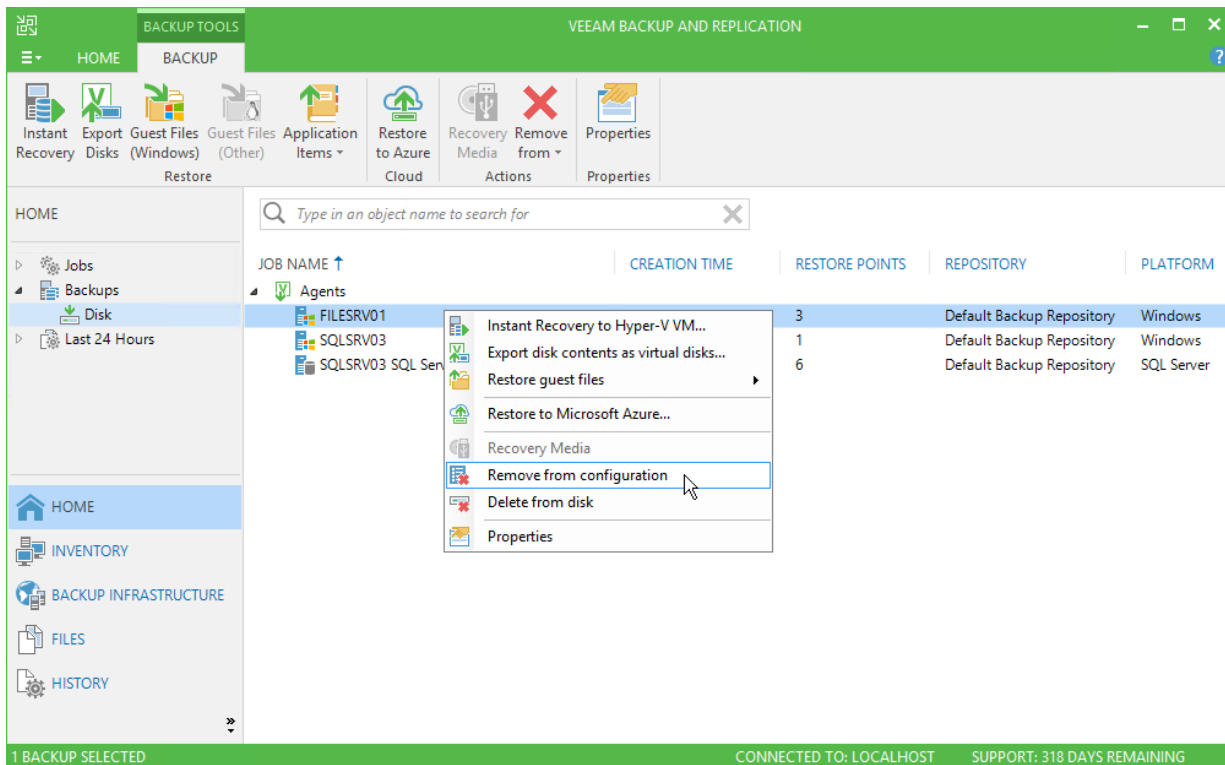 BACKUP TOOLS
VEEAM BACKUP AND REPLICATION
HOME
BACKUP
?
Instant Recovery
Export Disks
Guest Files (Windows)
Guest Files (Other)
Application Items
Restore
Restore to Azure
Cloud
Recovery Media
Remove from
Actions
Properties
Properties
HOME
Type in an object name to search for
Jobs
Backups
Disk
Last 24 Hours
JOB NAME CREATION TIME RESTORE POINTS REPOSITORY PLATFORM
Agents
FILESRV01 3 Default Backup Repository Windows
SQLSRV03 1 Default Backup Repository Windows
SQLSRV03 SQL Serv 6 Default Backup Repository SQL Server
Instant Recovery to Hyper-V VM...
Export disk contents as virtual disks...
Restore guest files
Restore to Microsoft Azure...
Recovery Media
Remove from configuration
Delete from disk
Properties
HOME
INVENTORY
BACKUP INFRASTRUCTURE
FILES
HISTORY
1 BACKUP SELECTED
CONNECTED TO: LOCALHOST
SUPPORT: 318 DAYS REMAINING